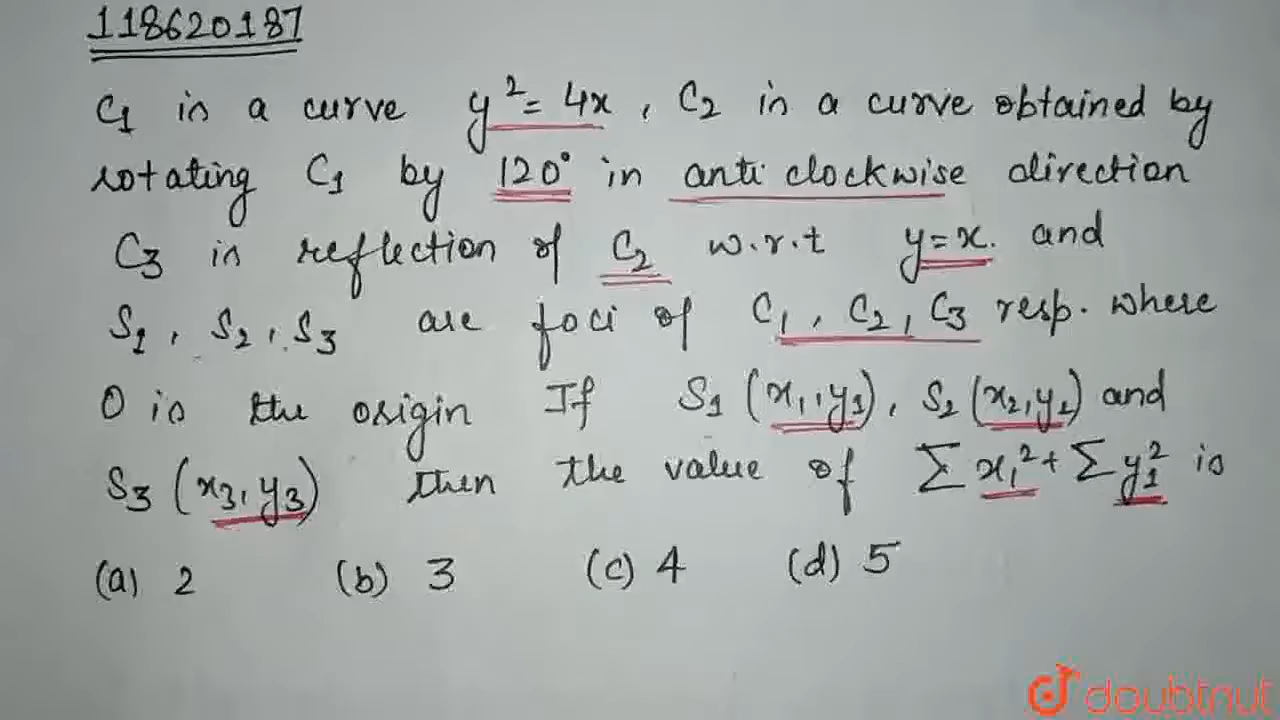 118620187
C₁ is a curve y² = 4x , C₂ is a curve obtained by
rotating C₁ by 120° in anti clockwise direction
C₃ is reflection of C₂ w.r.t y=x. and
S₁ , S₂ , S₃ are foci of C₁ , C₂ , C₃ resp. where
O is the origin If S₁ (x₁, y₁) , S₂ (x₂, y₂) and
S₃ (x₃, y₃) then the value of Σ x₁² + Σ y₁² is
(a) 2 (b) 3 (c) 4 (d) 5
doubtnut